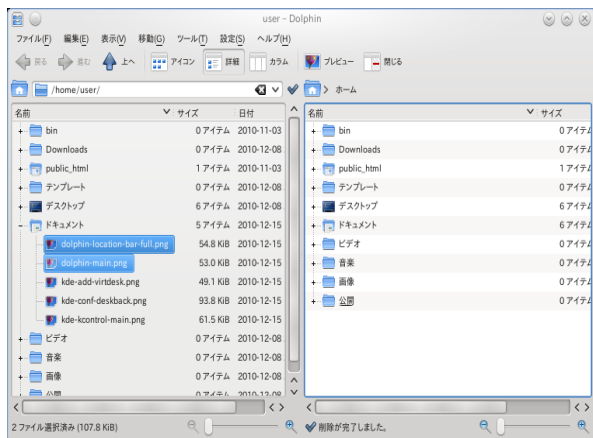 user – Dolphin
ファイル(F) 編集(E) 表示(V) 移動(G) ツール(T) 設定(S) ヘルプ(H)
戻る 進む 上へ アイコン 詳細 カラム プレビュー 閉じる
/home/user/
名前 サイズ 日付
bin 0 アイテム 2010-11-03
Downloads 0 アイテム 2010-12-08
public_html 1 アイテム 2010-11-03
テンプレート 0 アイテム 2010-12-08
デスクトップ 6 アイテム 2010-12-08
ドキュメント 5 アイテム 2010-12-15
dolphin-location-bar-full.png 54.8 KiB 2010-12-15
dolphin-main.png 53.0 KiB 2010-12-15
kde-add-virtdesk.png 49.1 KiB 2010-12-15
kde-conf-deskback.png 93.8 KiB 2010-12-15
kde-kcontrol-main.png 61.5 KiB 2010-12-15
ビデオ 0 アイテム 2010-12-08
音楽 0 アイテム 2010-12-08
画像 0 アイテム 2010-12-08
公開 0 アイテム 2010-12-08
2 ファイル選択済み (107.8 KiB)
ホーム
名前 サイズ
bin 0 アイテム
Downloads 0 アイテム
public_html 1 アイテム
テンプレート 0 アイテム
デスクトップ 6 アイテム
ドキュメント 6 アイテム
ビデオ 0 アイテム
音楽 0 アイテム
画像 0 アイテム
公開 0 アイテム
削除が完了しました。